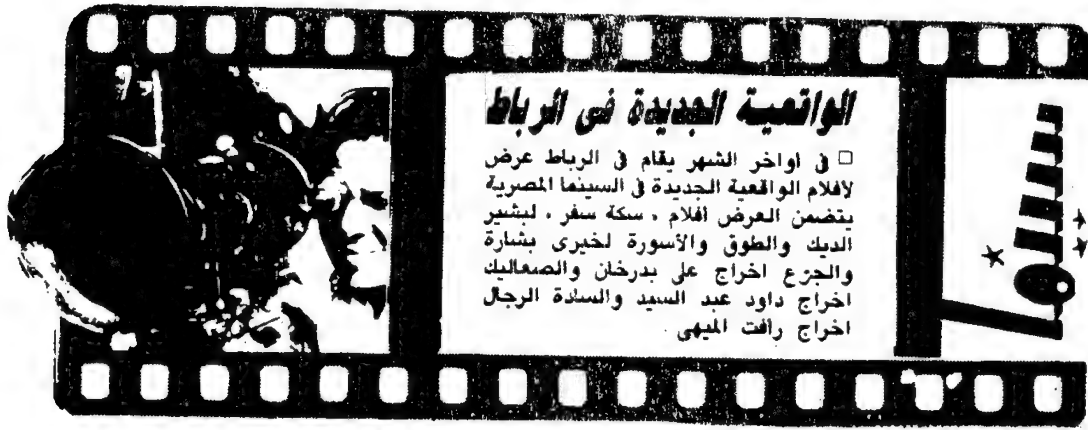 سينما
الواقعية الجديدة فى الرباط
□ فى اواخر الشهر يقام فى الرباط عرض
لافلام الواقعية الجديدة فى السينما المصرية
يتضمن العرض افلام ، سكة سفر ، لبشير
الديك والطوق والأسورة لخيرى بشارة
والجزع اخراج على بدرخان والصعاليك
اخراج داود عبد السيد والسادة الرجال
اخراج رأفت الميهى .